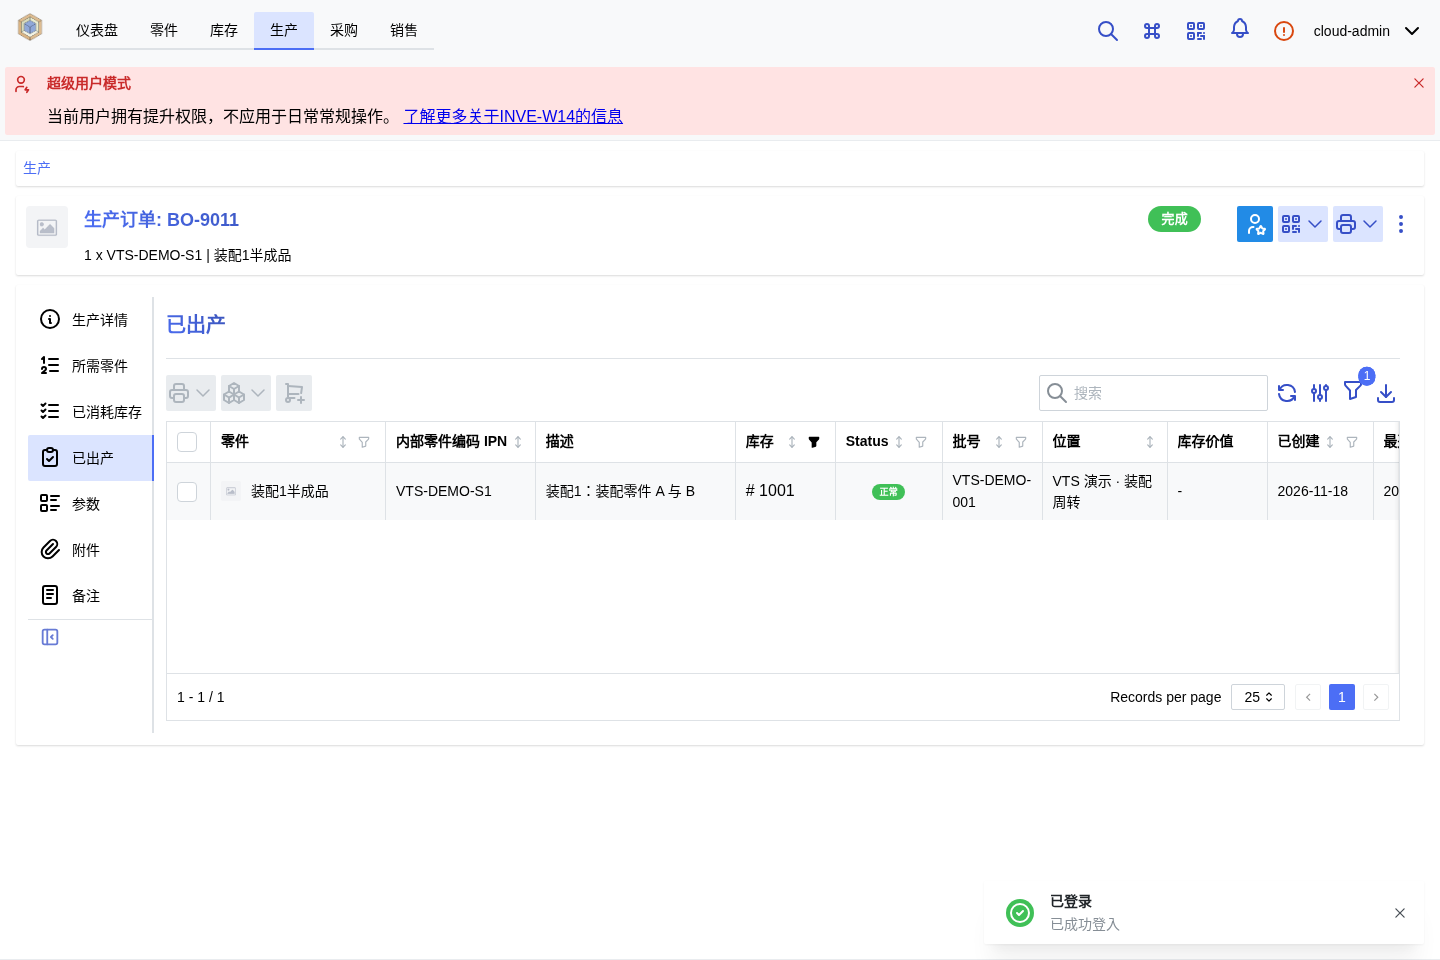 仪表盘 零件 库存 生产 采购 销售 cloud-admin
超级用户模式
当前用户拥有提升权限，不应用于日常常规操作。 了解更多关于INVE-W14的信息
生产
生产订单: BO-9011 完成
1 x VTS-DEMO-S1 | 装配1半成品
生产详情
所需零件
已消耗库存
已出产
参数
附件
备注
已出产
搜索 1
零件 内部零件编码 IPN 描述 库存 Status 批号 位置 库存价值 已创建
装配1半成品 VTS-DEMO-S1 装配1：装配零件 A 与 B # 1001 正常 VTS-DEMO-001 VTS 演示 · 装配周转 - 2026-11-18 20
1 - 1 / 1 Records per page 25 1
已登录
已成功登入